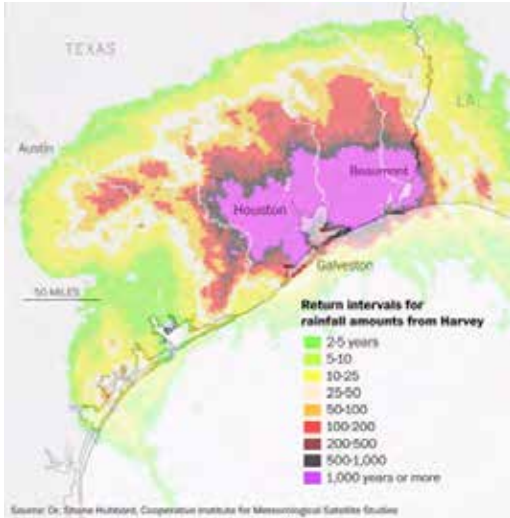 TEXAS
LA.
Austin
Beaumont
Houston
Galveston
50 MILES
Return intervals for
rainfall amounts from Harvey
2-5 years
5-10
10-25
25-50
50-100
100-200
200-500
500-1,000
1,000 years or more
Source: Dr. Shane Hubbard, Cooperative Institute for Meteorological Satellite Studies